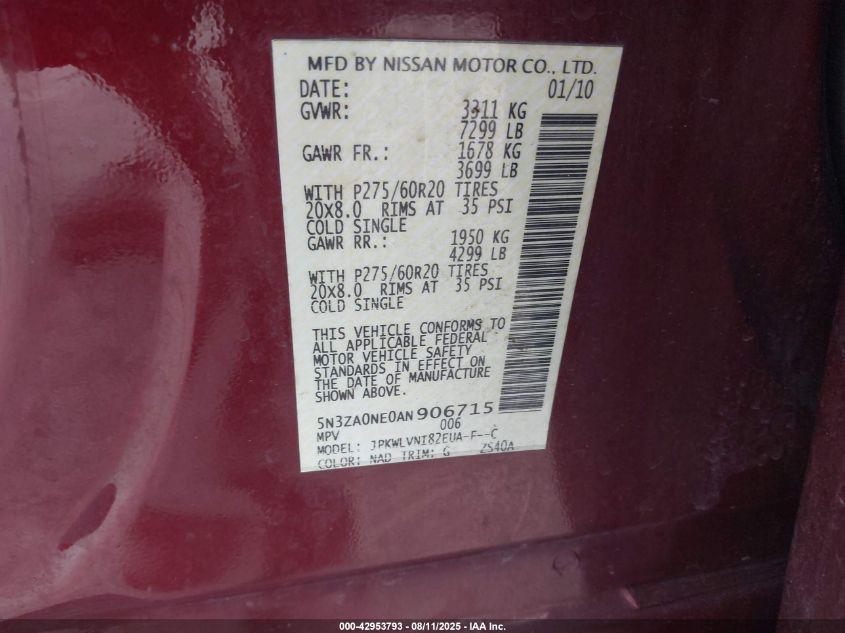 MFD BY NISSAN MOTOR CO., LTD.
DATE: 01/10
GVWR: 3311 KG
7299 LB
GAWR FR.: 1678 KG
3699 LB
WITH P275/60R20 TIRES
20X8.0 RIMS AT 35 PSI
COLD SINGLE
GAWR RR.: 1950 KG
4299 LB
WITH P275/60R20 TIRES
20X8.0 RIMS AT 35 PSI
COLD SINGLE
THIS VEHICLE CONFORMS TO
ALL APPLICABLE FEDERAL
MOTOR VEHICLE SAFETY
STANDARDS IN EFFECT ON
THE DATE OF MANUFACTURE
SHOWN ABOVE.
5N3ZA0NE0AN906715
MPV 006
MODEL: JPKWLVNI82EUA-F--C
COLOR: NAD TRIM: G ZS40A
000-42953793 - 08/11/2025 - IAA Inc.